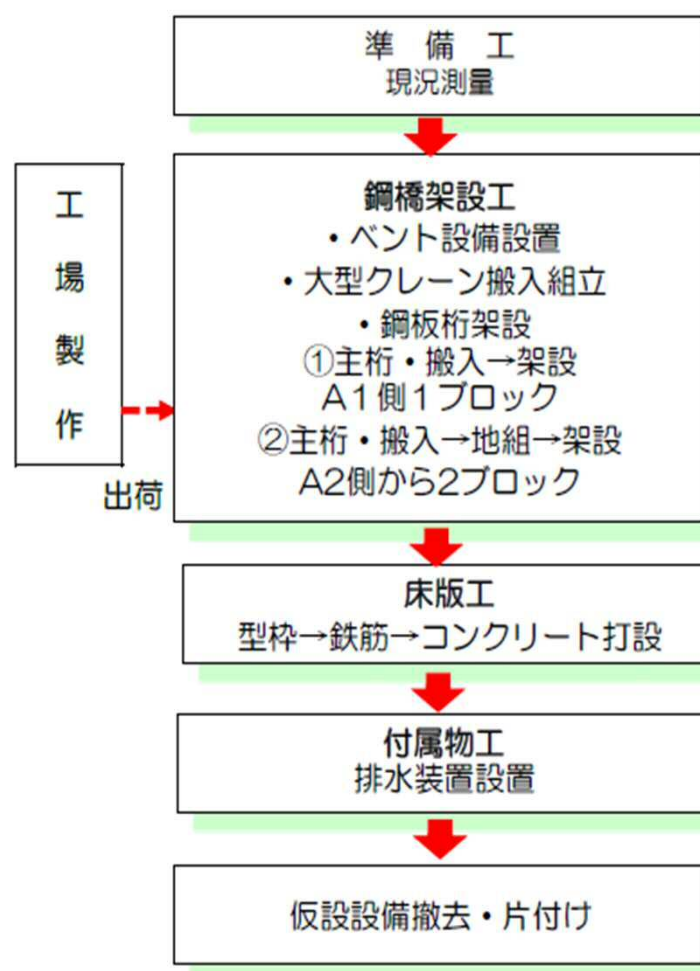 準　備　工
現況測量
工場製作
出荷
鋼橋架設工
・ベント設備設置
・大型クレーン搬入組立
・鋼板桁架設
①主桁・搬入→架設
A１側１ブロック
②主桁・搬入→地組→架設
A2側から2ブロック
床版工
型枠→鉄筋→コンクリート打設
付属物工
排水装置設置
仮設設備撤去・片付け